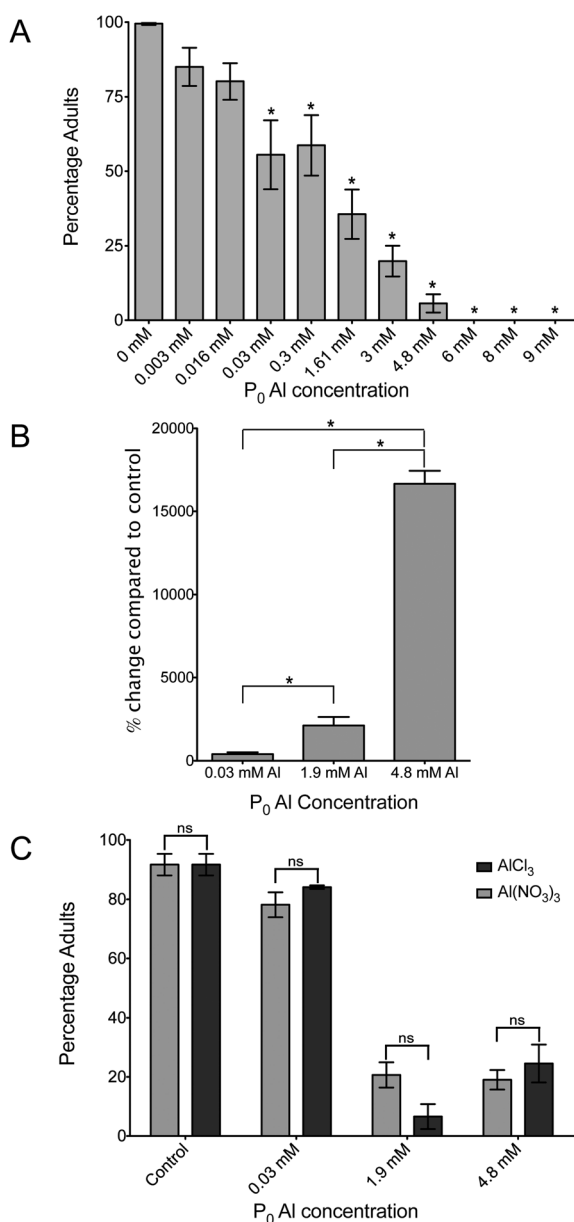 A
Percentage Adults
100
75
50
25
0
* * * * * * * *
0 mM 0.003 mM 0.016 mM 0.03 mM 0.3 mM 1.61 mM 3 mM 4.8 mM 6 mM 8 mM 9 mM
P₀ Al concentration
B
% change compared to control
20000
15000
10000
5000
0
*
*
*
0.03 mM Al 1.9 mM Al 4.8 mM Al
P₀ Al Concentration
C
Percentage Adults
100
80
60
40
20
0
ns ns ns ns
AlCl₃
Al(NO₃)₃
Control 0.03 mM 1.9 mM 4.8 mM
P₀ Al concentration